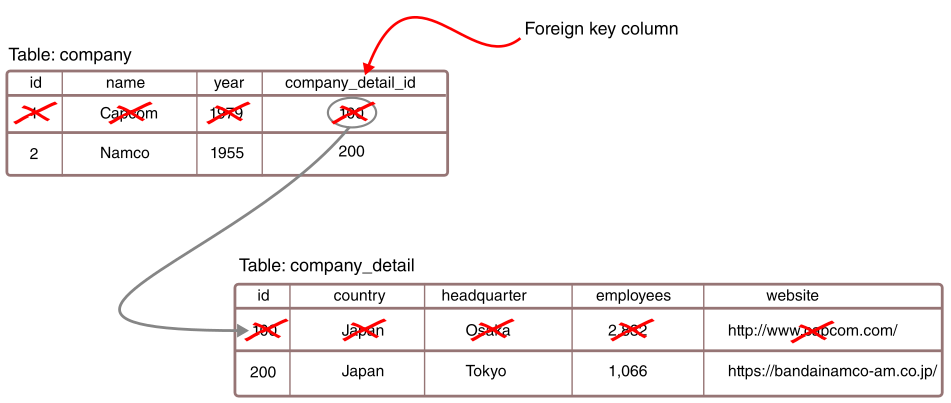 Foreign key column
Table: company
id name year company_detail_id
1 Capcom 1979 100
2 Namco 1955 200
Table: company_detail
id country headquarter employees website
100 Japan Osaka http://www.capcom.com/
200 Japan Tokyo 1,066 https://bandainamco-am.co.jp/